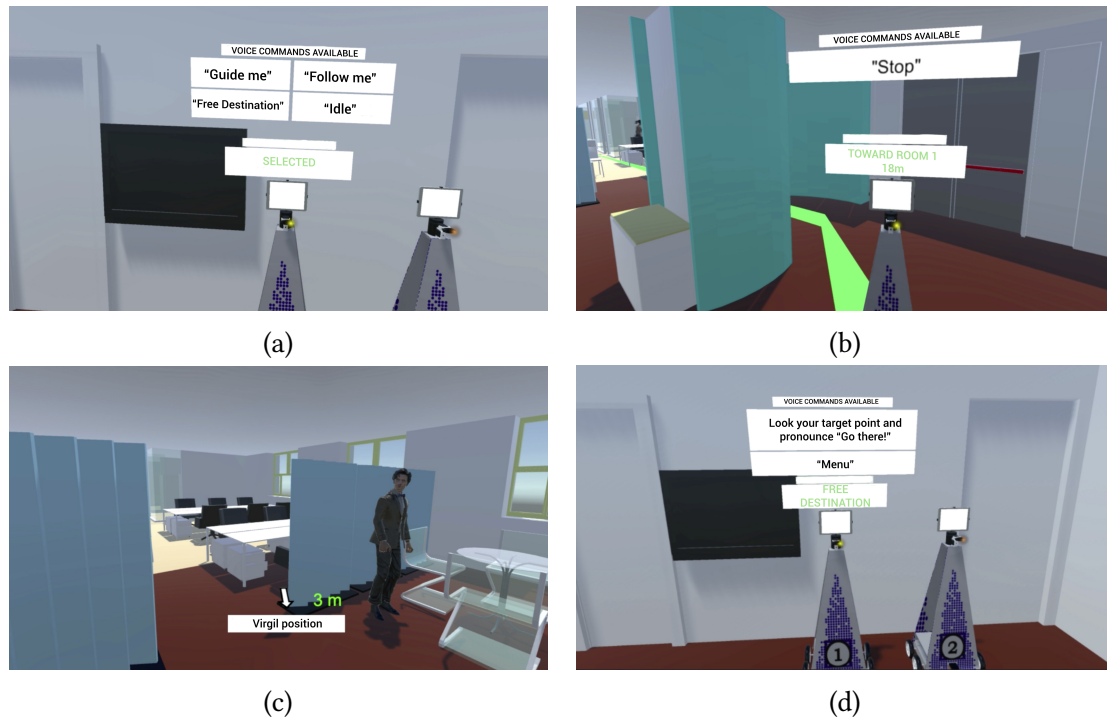 VOICE COMMANDS AVAILABLE
“Guide me” “Follow me”
“Free Destination” “Idle”
SELECTED
(a)
VOICE COMMANDS AVAILABLE
"Stop"
TOWARD ROOM 1
18m
(b)
3 m
Virgil position
(c)
VOICE COMMANDS AVAILABLE
Look your target point and
pronounce “Go there!”
“Menu”
FREE
DESTINATION
1 2
(d)